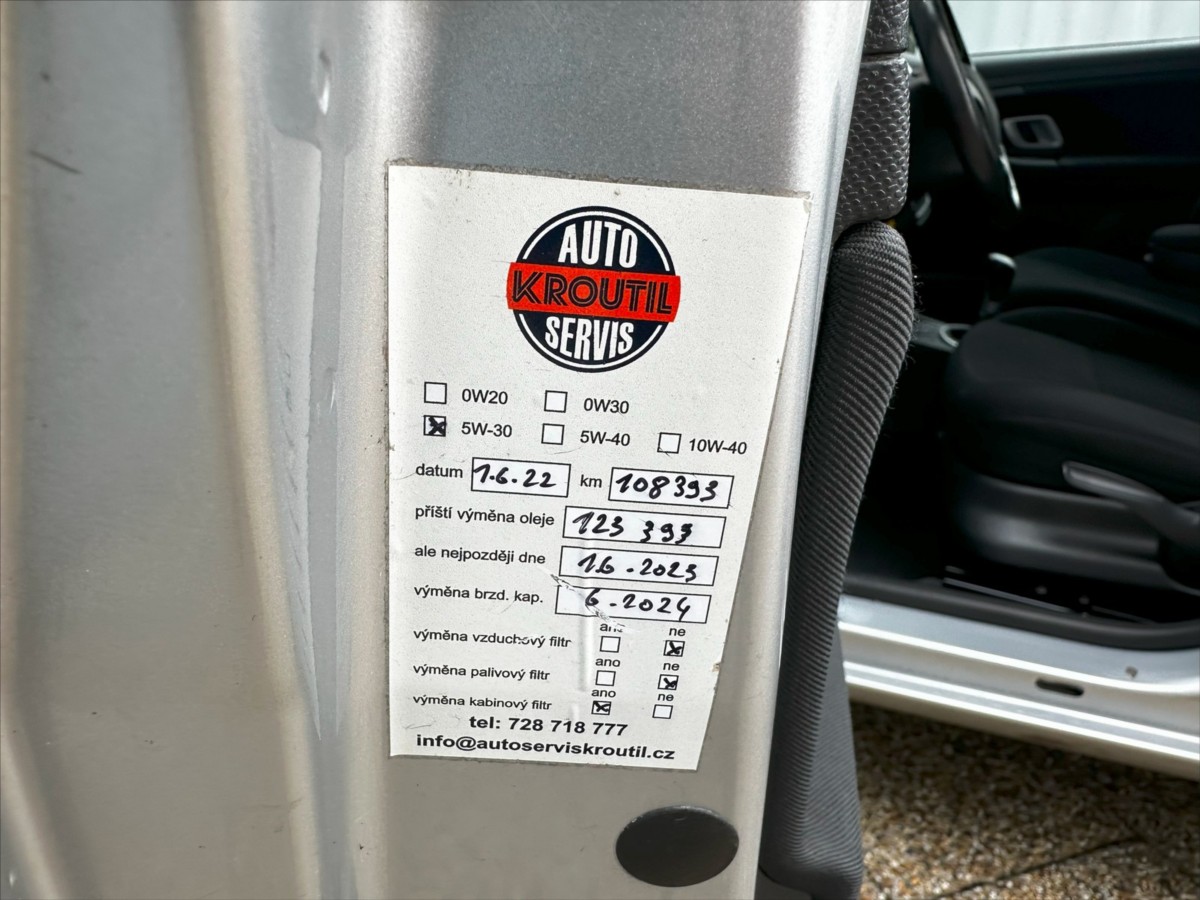 AUTO
KROUTIL
SERVIS
0W20 0W30
5W-30 5W-40 10W-40
datum 1.6.22 km 108393
příští výměna oleje 123 393
ale nejpozději dne 1.6.2023
výměna brzd. kap. 6.2024
ano ne
výměna vzduchový filtr
ano ne
výměna palivový filtr
ano ne
výměna kabinový filtr
tel: 728 718 777
info@autoserviskroutil.cz